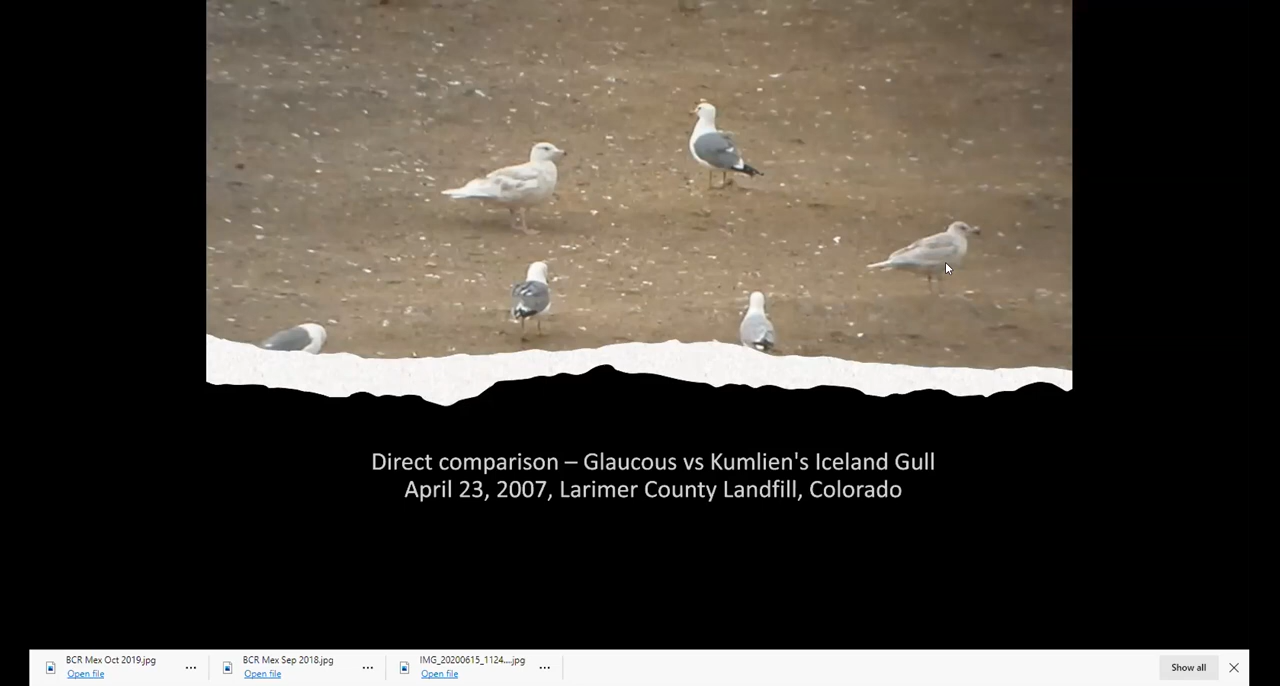 Direct comparison – Glaucous vs Kumlien's Iceland Gull
April 23, 2007, Larimer County Landfill, Colorado
BCR Mex Oct 2019.jpg
Open file
BCR Mex Sep 2018.jpg
Open file
IMG_20200615_1124....jpg
Open file
Show all